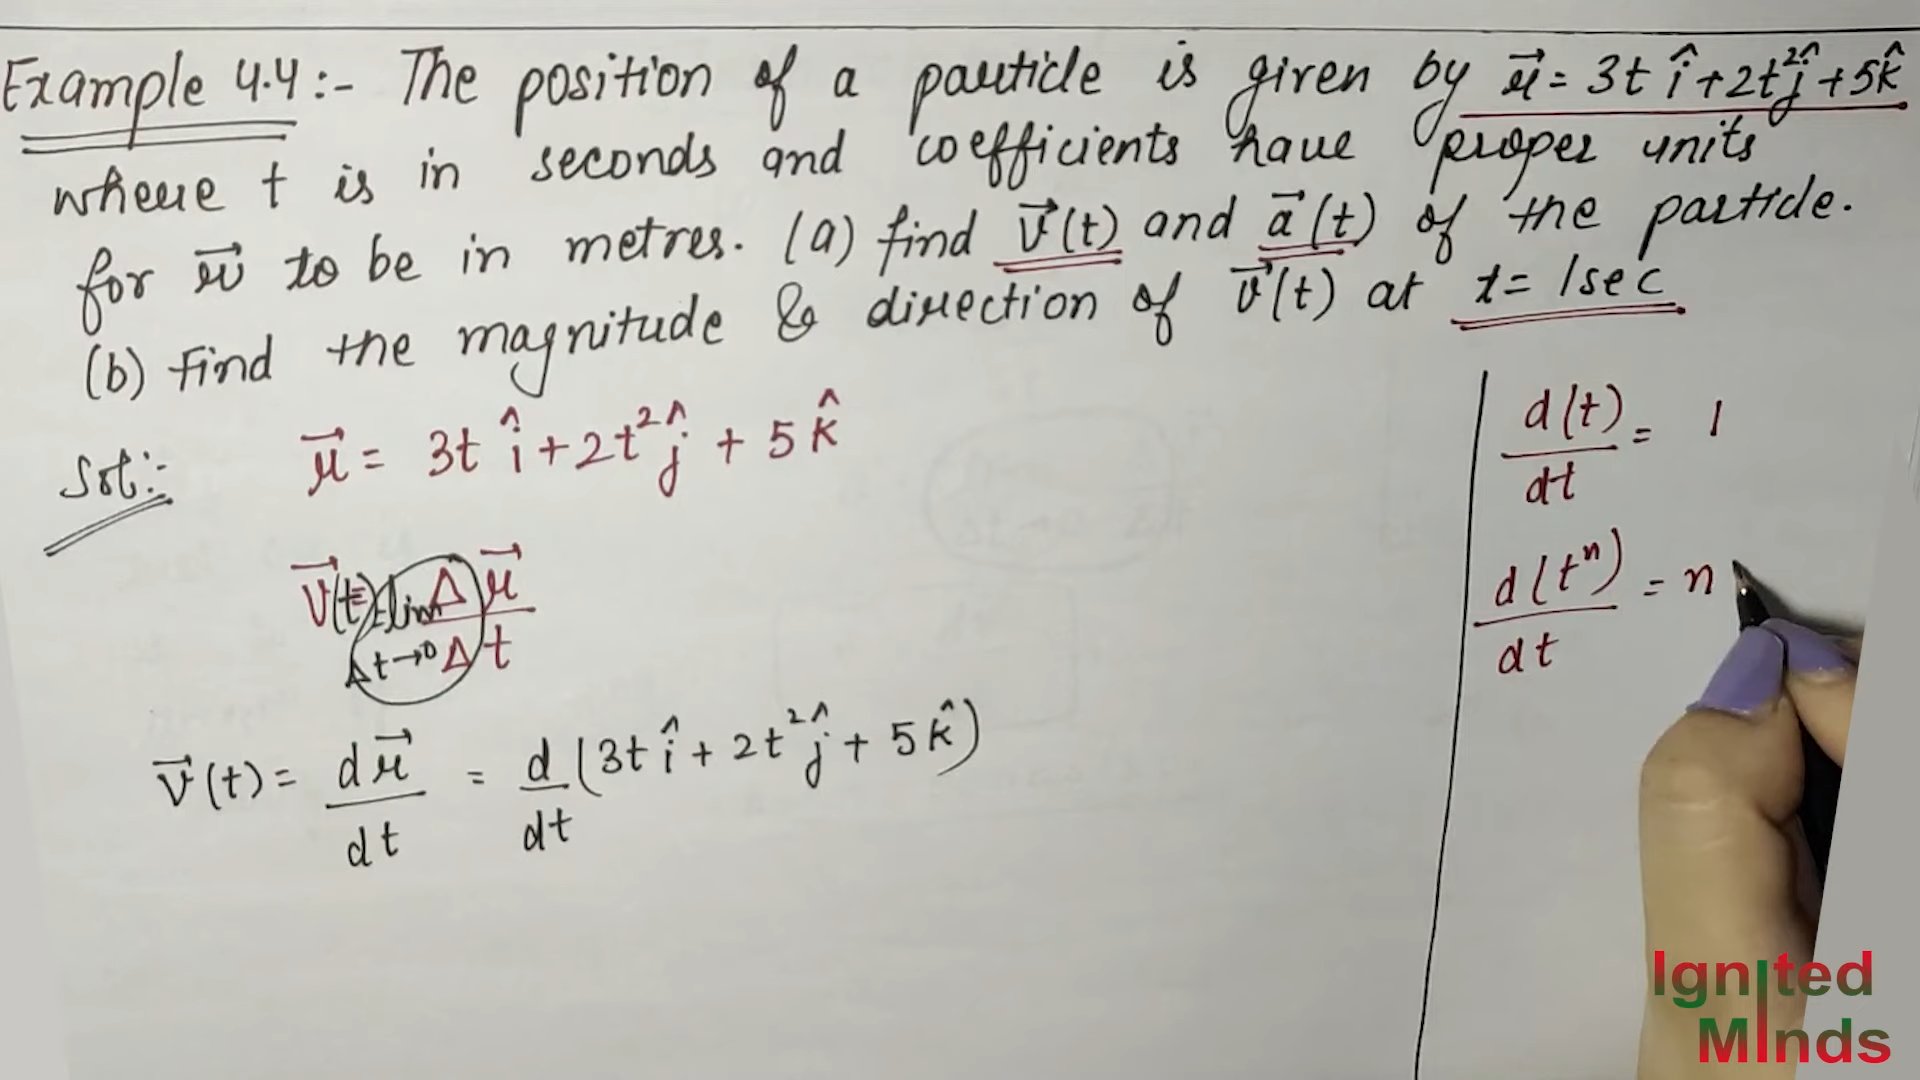 Example 4.4:- The position of a particle is given by r⃗ = 3t î + 2t² ĵ + 5k̂
where t is in seconds and coefficients have proper units
for r⃗ to be in metres. (a) find v⃗(t) and a⃗(t) of the particle.
(b) Find the magnitude & direction of v⃗(t) at t = 1sec
Sol:- r⃗ = 3t î + 2t² ĵ + 5k̂
v⃗(t) = lim Δt→0 Δr⃗/Δt
v⃗(t) = dr⃗/dt = d/dt (3t î + 2t² ĵ + 5k̂)
d(t)/dt = 1
d(tⁿ)/dt = n
Ignited
Minds